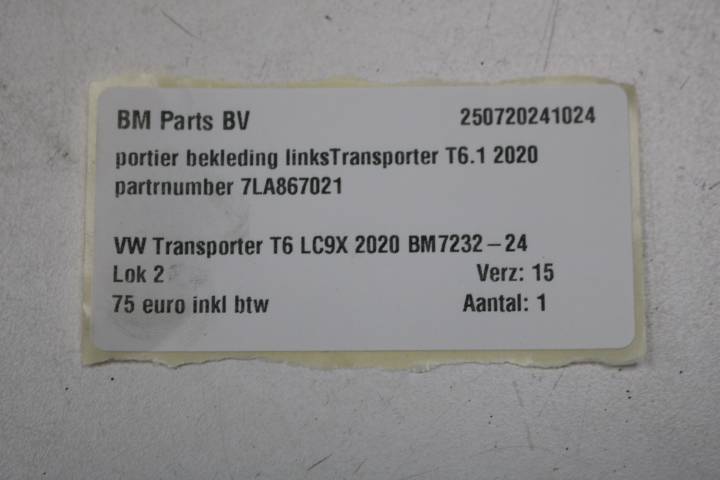 BM Parts BV 250720241024
portier bekleding linksTransporter T6.1 2020
partrnumber 7LA867021
VW Transporter T6 LC9X 2020 BM7232-24
Lok 2 Verz: 15
75 euro inkl btw Aantal: 1